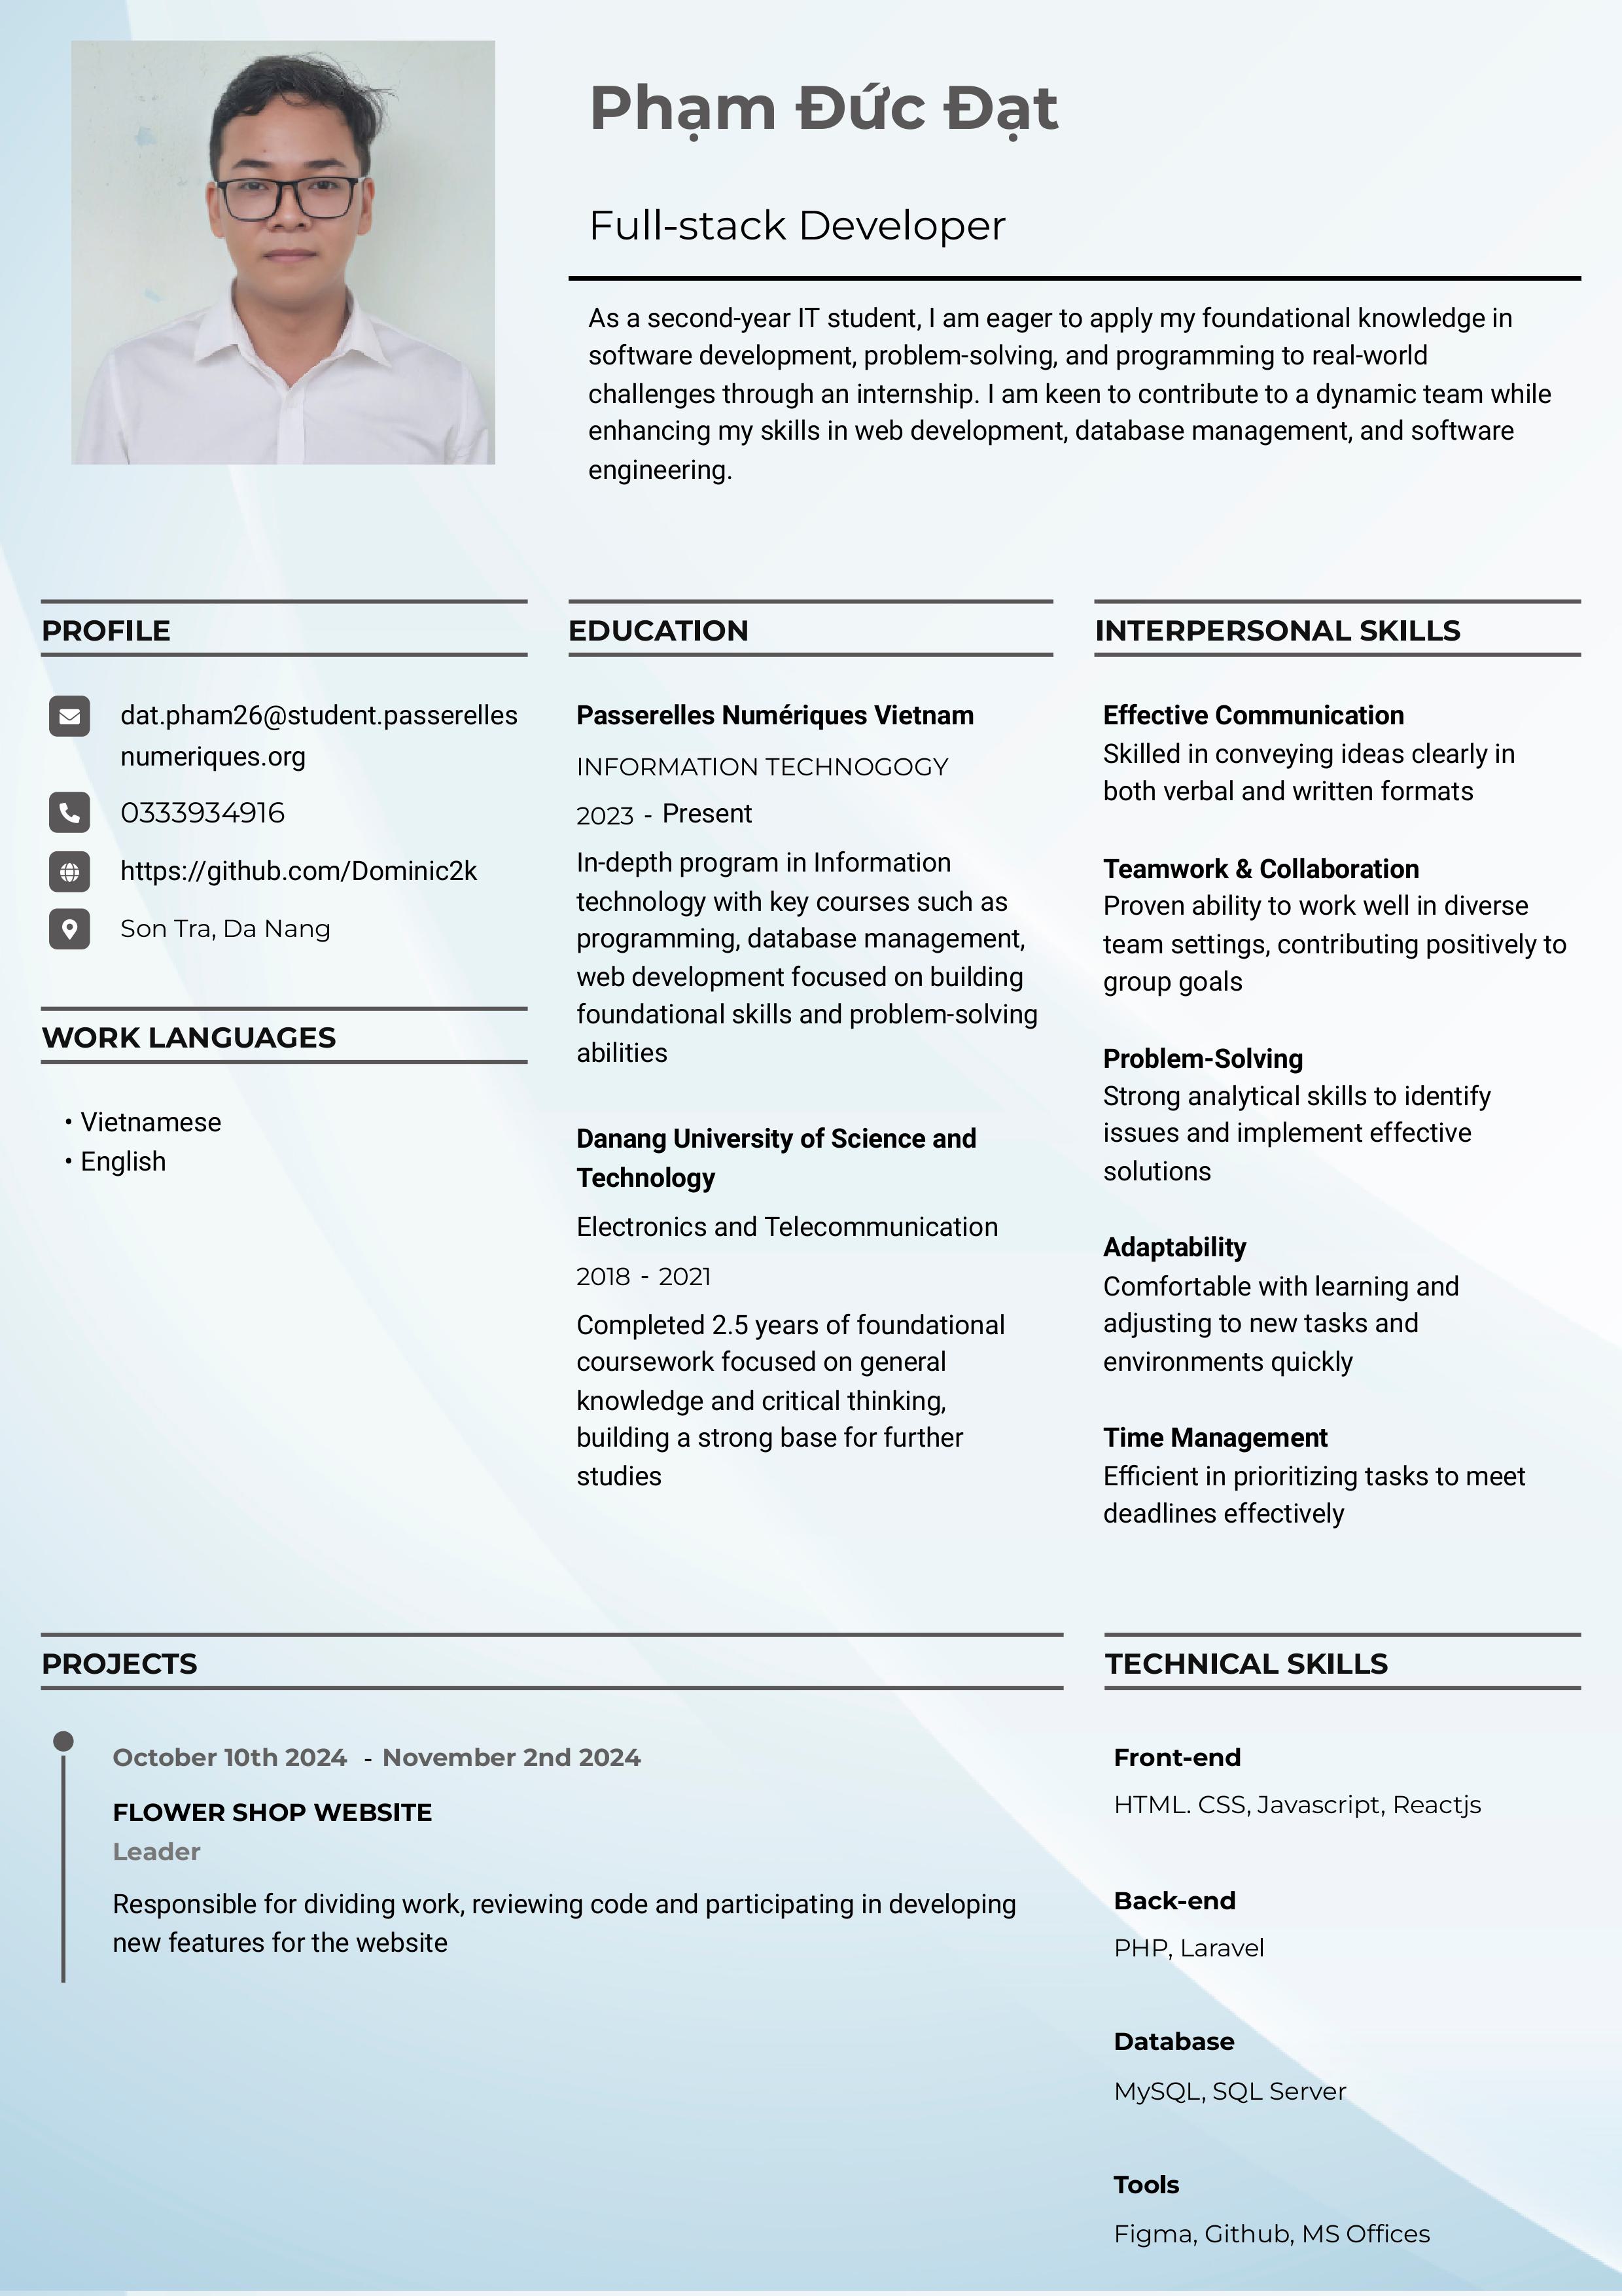 Phạm Đức Đạt
Full-stack Developer
As a second-year IT student, I am eager to apply my foundational knowledge in
software development, problem-solving, and programming to real-world
challenges through an internship. I am keen to contribute to a dynamic team while
enhancing my skills in web development, database management, and software
engineering.
PROFILE
dat.pham26@student.passerelles
numeriques.org
0333934916
https://github.com/Dominic2k
Son Tra, Da Nang
WORK LANGUAGES
• Vietnamese
• English
EDUCATION
Passerelles Numériques Vietnam
INFORMATION TECHNOGOGY
2023 - Present
In-depth program in Information
technology with key courses such as
programming, database management,
web development focused on building
foundational skills and problem-solving
abilities
Danang University of Science and
Technology
Electronics and Telecommunication
2018 - 2021
Completed 2.5 years of foundational
coursework focused on general
knowledge and critical thinking,
building a strong base for further
studies
INTERPERSONAL SKILLS
Effective Communication
Skilled in conveying ideas clearly in
both verbal and written formats
Teamwork & Collaboration
Proven ability to work well in diverse
team settings, contributing positively to
group goals
Problem-Solving
Strong analytical skills to identify
issues and implement effective
solutions
Adaptability
Comfortable with learning and
adjusting to new tasks and
environments quickly
Time Management
Efficient in prioritizing tasks to meet
deadlines effectively
PROJECTS
October 10th 2024 - November 2nd 2024
FLOWER SHOP WEBSITE
Leader
Responsible for dividing work, reviewing code and participating in developing
new features for the website
TECHNICAL SKILLS
Front-end
HTML. CSS, Javascript, Reactjs
Back-end
PHP, Laravel
Database
MySQL, SQL Server
Tools
Figma, Github, MS Offices